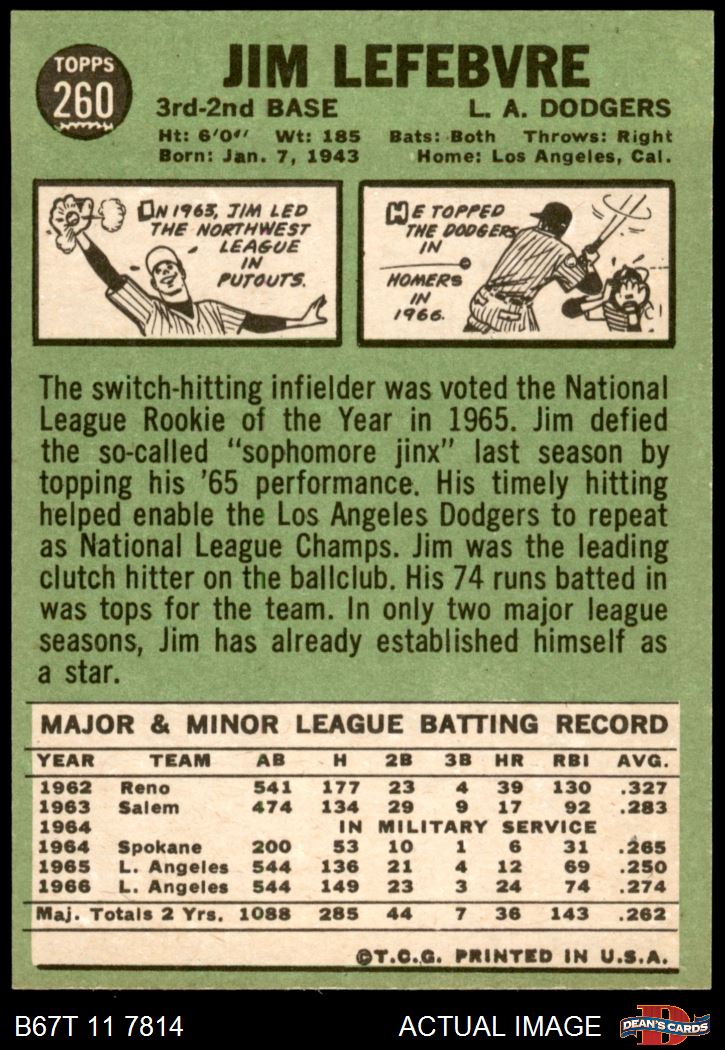 TOPPS
260
JIM LEFEBVRE
3rd-2nd BASE L. A. DODGERS
Ht: 6'0" Wt: 185 Bats: Both Throws: Right
Born: Jan. 7, 1943 Home: Los Angeles, Cal.
IN 1963, JIM LED
THE NORTHWEST
LEAGUE
IN
PUTOUTS.
HE TOPPED
THE DODGERS
IN
HOMERS
IN
1966.
The switch-hitting infielder was voted the National
League Rookie of the Year in 1965. Jim defied
the so-called "sophomore jinx" last season by
topping his '65 performance. His timely hitting
helped enable the Los Angeles Dodgers to repeat
as National League Champs. Jim was the leading
clutch hitter on the ballclub. His 74 runs batted in
was tops for the team. In only two major league
seasons, Jim has already established himself as
a star.
MAJOR & MINOR LEAGUE BATTING RECORD
YEAR TEAM AB H 2B 3B HR RBI AVG.
1962 Reno 541 177 23 4 39 130 .327
1963 Salem 474 134 29 9 17 92 .283
1964 IN MILITARY SERVICE
1964 Spokane 200 53 10 1 6 31 .265
1965 L. Angeles 544 136 21 4 12 69 .250
1966 L. Angeles 544 149 23 3 24 74 .274
Maj. Totals 2 Yrs. 1088 285 44 7 36 143 .262
©T.C.G. PRINTED IN U.S.A.
B67T 11 7814 ACTUAL IMAGE
D
DEAN'S CARDS